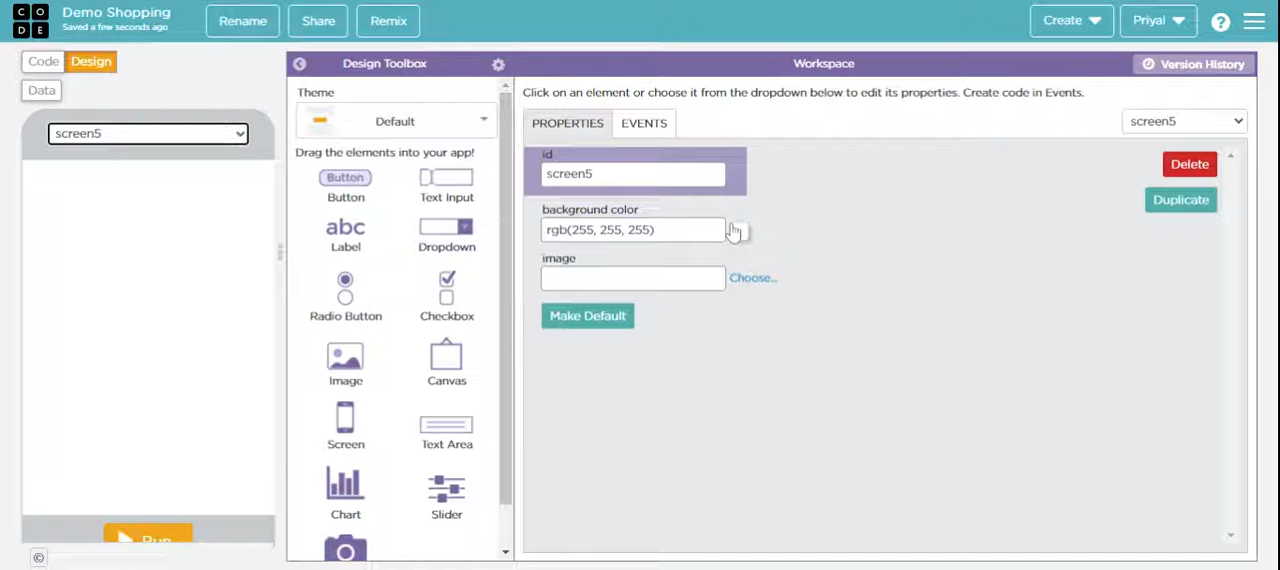 CO
DE
Demo Shopping
Saved a few seconds ago
Rename
Share
Remix
Create
Priyal
?
Code
Design
Data
screen5
Run
©
Design Toolbox
Theme
Default
Drag the elements into your app!
Button
Button
Text Input
abc
Label
Dropdown
Radio Button
Checkbox
Image
Canvas
Screen
Text Area
Chart
Slider
Workspace
Version History
Click on an element or choose it from the dropdown below to edit its properties. Create code in Events.
PROPERTIES
EVENTS
screen5
id
screen5
Delete
Duplicate
background color
rgb(255, 255, 255)
image
Choose...
Make Default